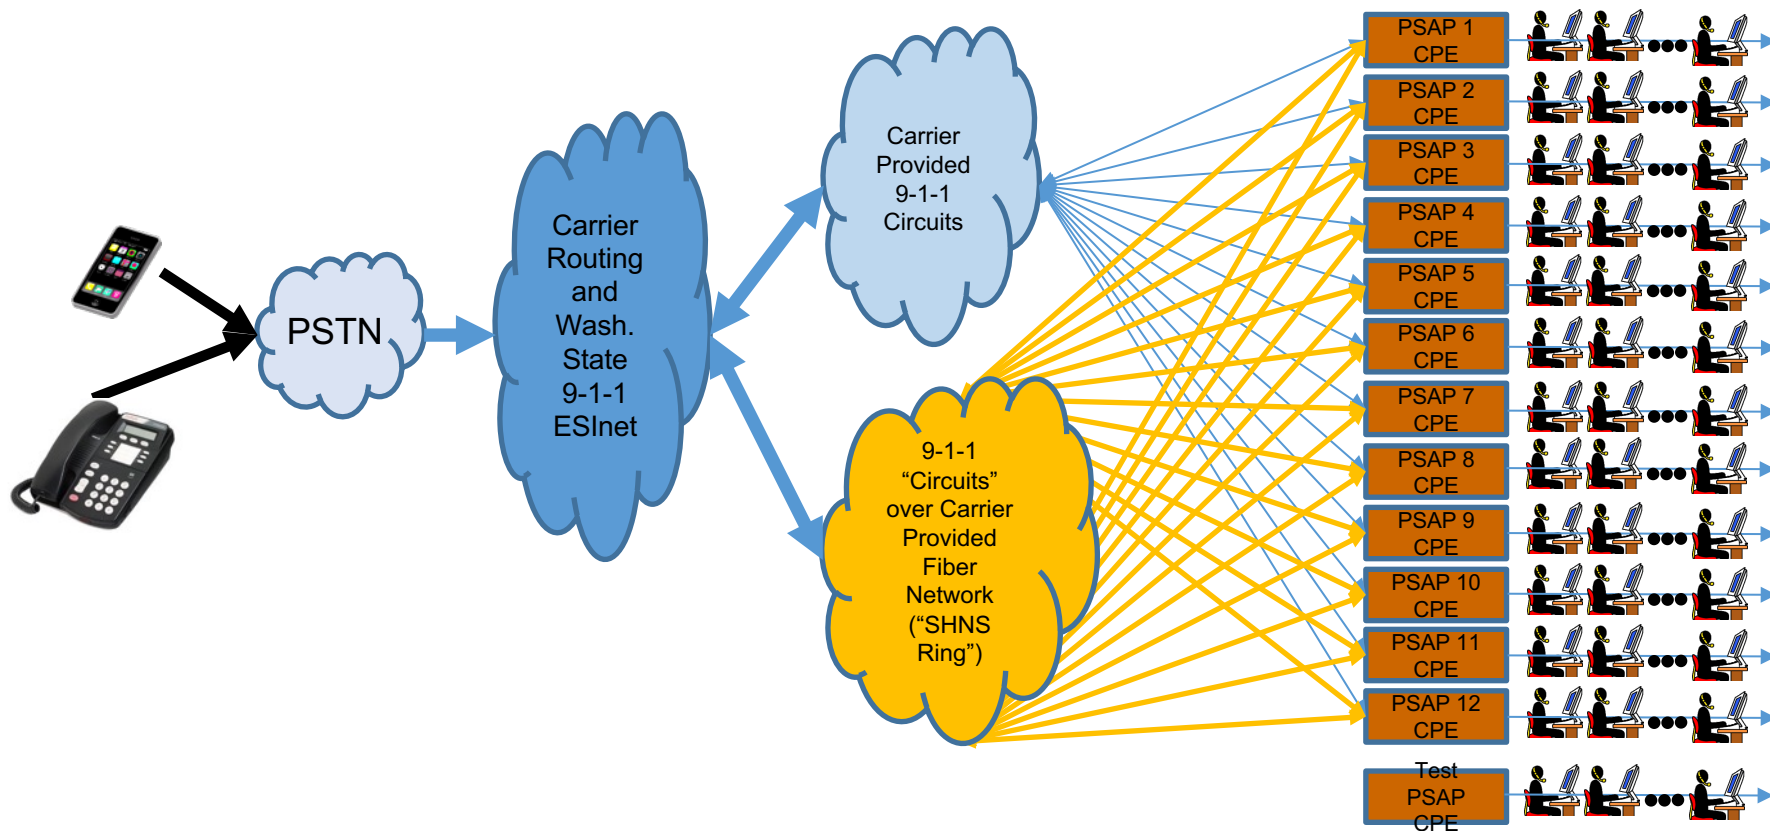 PSTN
Carrier
Routing
and
Wash.
State
9-1-1
ESInet
Carrier
Provided
9-1-1
Circuits
9-1-1
“Circuits”
over Carrier
Provided
Fiber
Network
(“SHNS
Ring”)
PSAP 1
CPE
PSAP 2
CPE
PSAP 3
CPE
PSAP 4
CPE
PSAP 5
CPE
PSAP 6
CPE
PSAP 7
CPE
PSAP 8
CPE
PSAP 9
CPE
PSAP 10
CPE
PSAP 11
CPE
PSAP 12
CPE
Test
PSAP
CPE